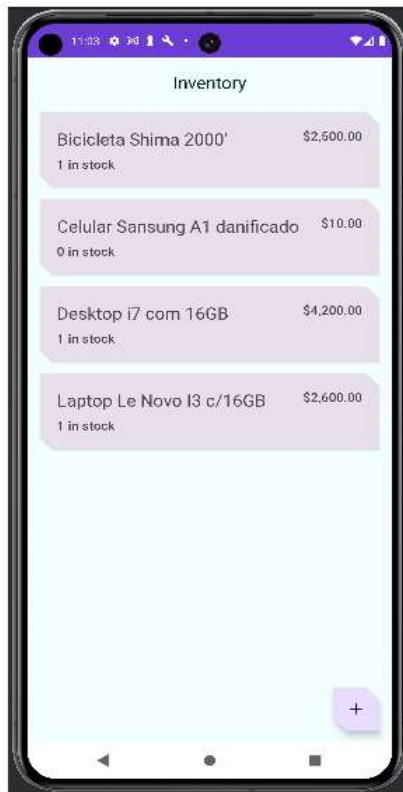 11:03
Inventory
Bicicleta Shima 2000' $2,500.00
1 in stock
Celular Sansung A1 danificado $10.00
0 in stock
Desktop i7 com 16GB $4,200.00
1 in stock
Laptop Le Novo I3 c/16GB $2,600.00
1 in stock
+